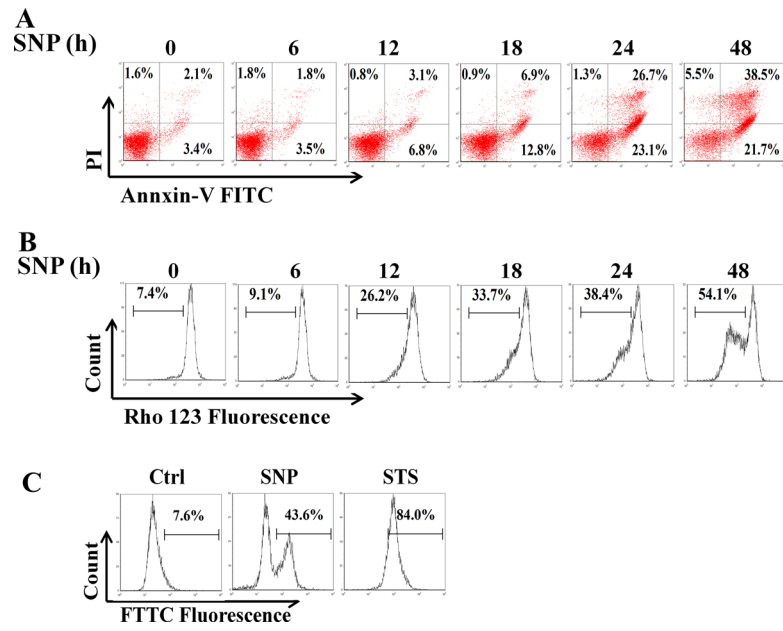 A
SNP (h) 0 6 12 18 24 48
1.6% 2.1% 1.8% 1.8% 0.8% 3.1% 0.9% 6.9% 1.3% 26.7% 5.5% 38.5%
3.4% 3.5% 6.8% 12.8% 23.1% 21.7%
PI
Annxin-V FITC
B
SNP (h) 0 6 12 18 24 48
7.4% 9.1% 26.2% 33.7% 38.4% 54.1%
Count
Rho 123 Fluorescence
C
Ctrl SNP STS
7.6% 43.6% 84.0%
Count
FTTC Fluorescence